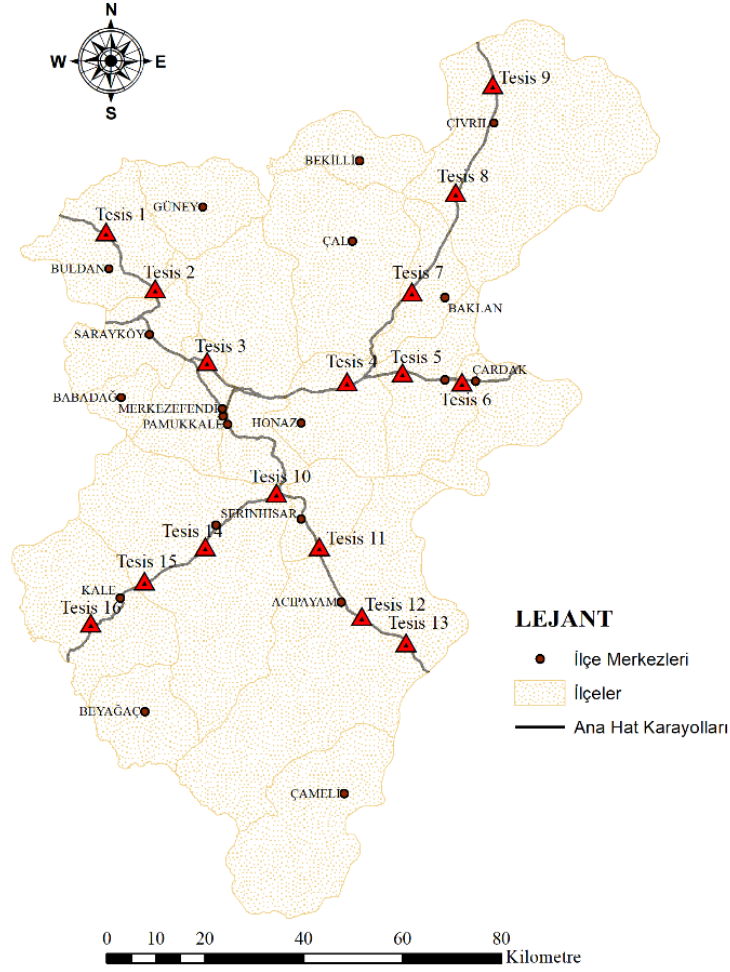 N
W E
S
Tesis 9
ÇİVRİL
BEKİLLİ
Tesis 8
GÜNEY
Tesis 1
ÇAL
BULDAN
Tesis 2
Tesis 7
BAKLAN
SARAYKÖY
Tesis 3
Tesis 4
Tesis 5
ÇARDAK
Tesis 6
BABADAĞ
MERKEZEFENDİ
PAMUKKALE
HONAZ
Tesis 10
SERİNHİSAR
Tesis 14
Tesis 11
Tesis 15
KALE
ACIPAYAM
Tesis 16
Tesis 12
Tesis 13
LEJANT
İlçe Merkezleri
İlçeler
Ana Hat Karayolları
BEYAĞAÇ
ÇAMELİ
0 10 20 40 60 80
Kilometre